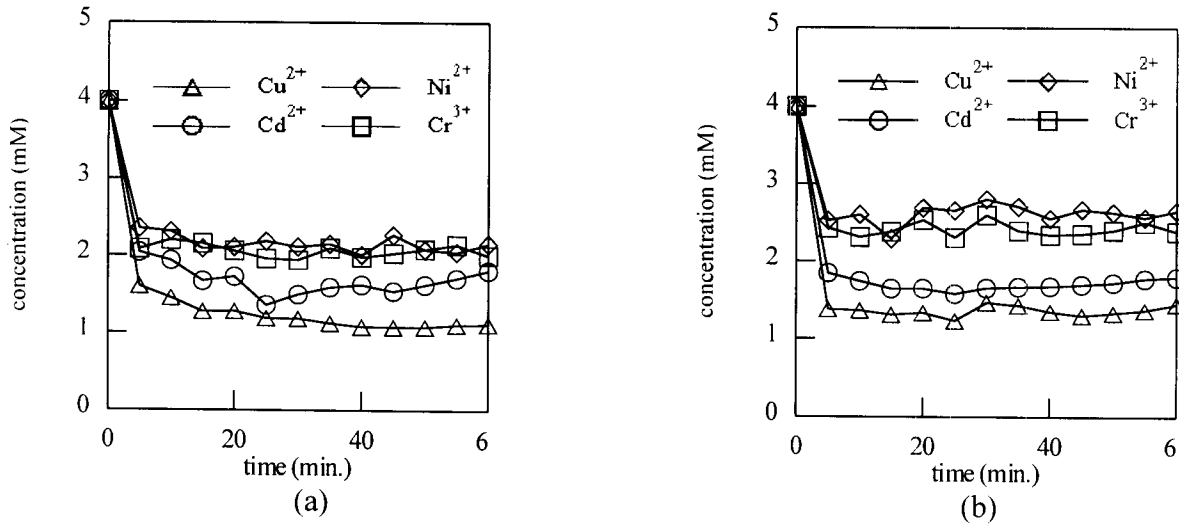 5
4
3
2
1
0
concentration (mM)
Cu2+
Ni2+
Cd2+
Cr3+
0
20
40
6
time (min.)
(a)
5
4
3
2
1
0
concentration (mM)
Cu2+
Ni2+
Cd2+
Cr3+
0
20
40
6
time (min.)
(b)